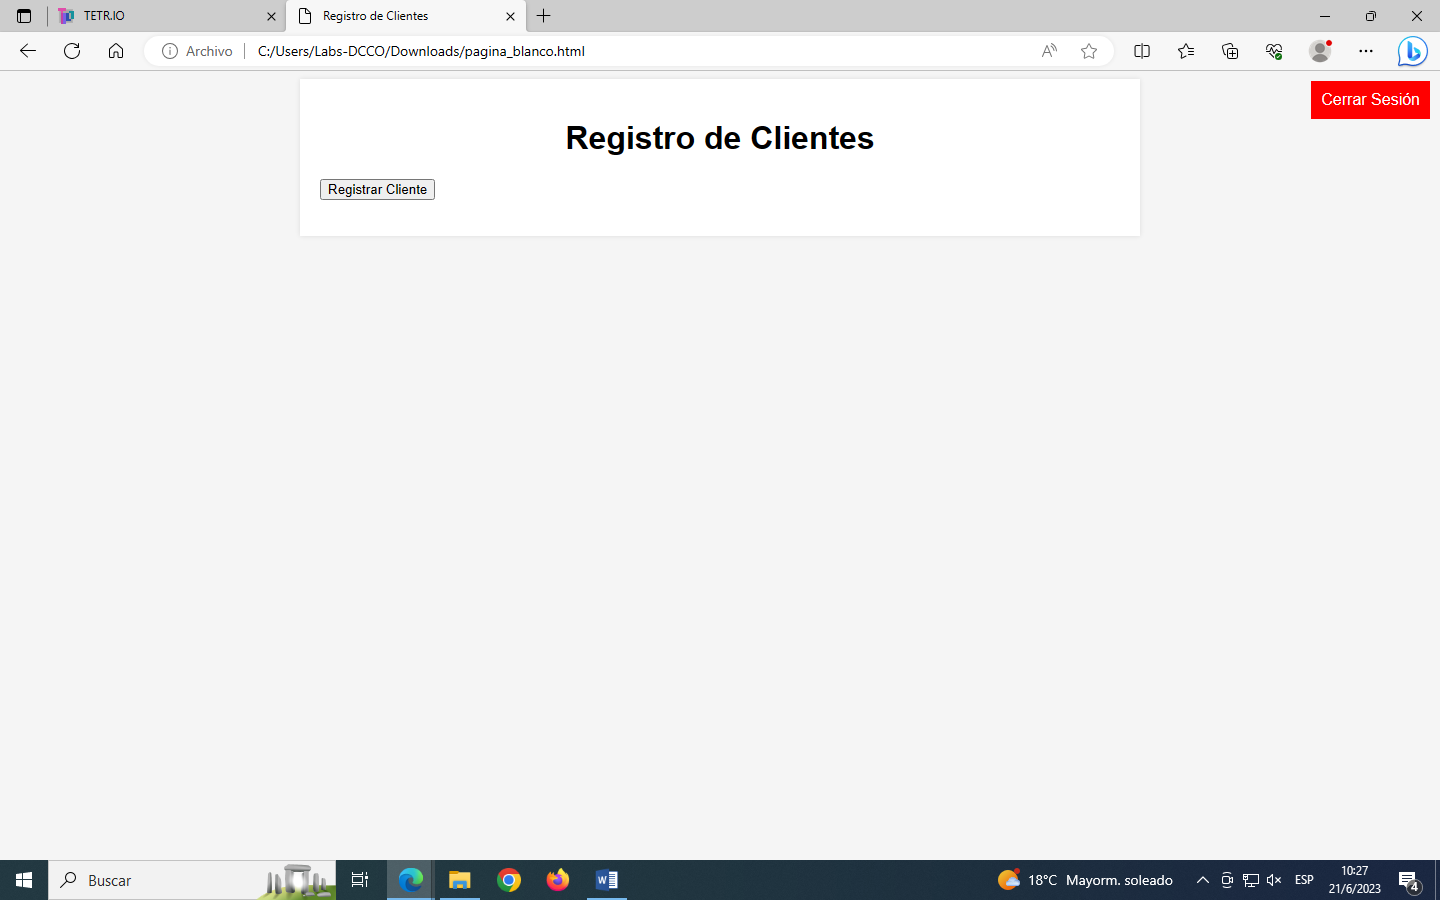 TETR.IO
Registro de Clientes
Archivo
C:/Users/Labs-DCCO/Downloads/pagina_blanco.html
Cerrar Sesión
Registro de Clientes
Registrar Cliente
Buscar
18°C Mayorm. soleado
ESP
10:27
21/6/2023
4